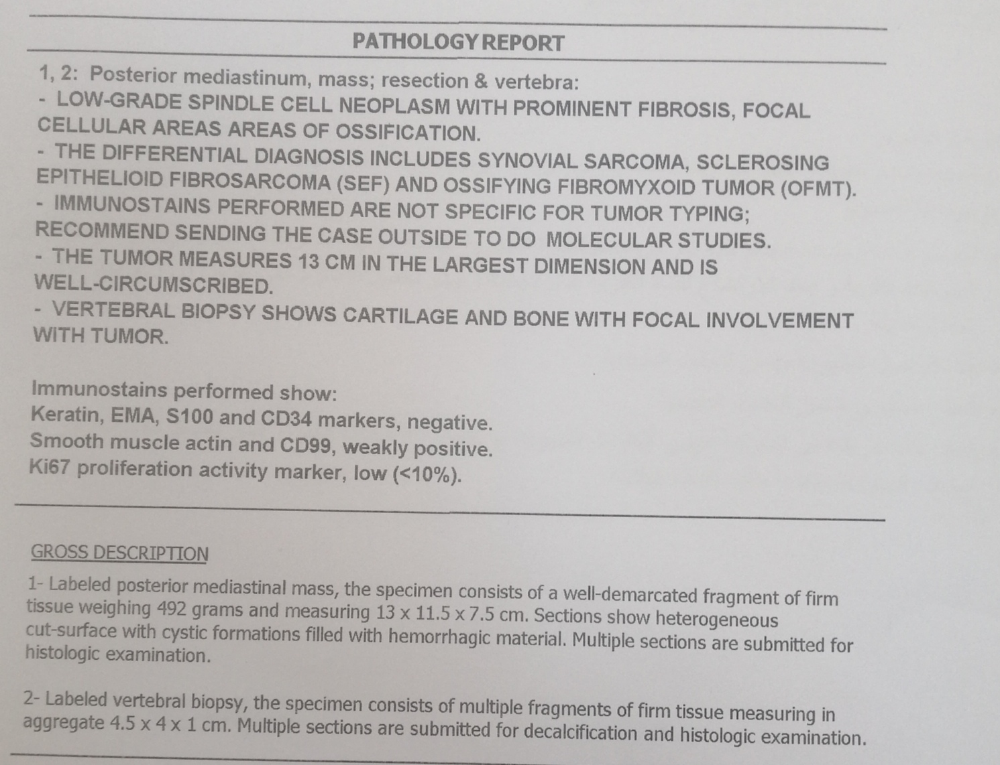 PATHOLOGY REPORT
1, 2: Posterior mediastinum, mass; resection & vertebra:
- LOW-GRADE SPINDLE CELL NEOPLASM WITH PROMINENT FIBROSIS, FOCAL
CELLULAR AREAS AREAS OF OSSIFICATION.
- THE DIFFERENTIAL DIAGNOSIS INCLUDES SYNOVIAL SARCOMA, SCLEROSING
EPITHELIOID FIBROSARCOMA (SEF) AND OSSIFYING FIBROMYXOID TUMOR (OFMT).
- IMMUNOSTAINS PERFORMED ARE NOT SPECIFIC FOR TUMOR TYPING;
RECOMMEND SENDING THE CASE OUTSIDE TO DO MOLECULAR STUDIES.
- THE TUMOR MEASURES 13 CM IN THE LARGEST DIMENSION AND IS
WELL-CIRCUMSCRIBED.
- VERTEBRAL BIOPSY SHOWS CARTILAGE AND BONE WITH FOCAL INVOLVEMENT
WITH TUMOR.
Immunostains performed show:
Keratin, EMA, S100 and CD34 markers, negative.
Smooth muscle actin and CD99, weakly positive.
Ki67 proliferation activity marker, low (<10%).
GROSS DESCRIPTION
1- Labeled posterior mediastinal mass, the specimen consists of a well-demarcated fragment of firm
tissue weighing 492 grams and measuring 13 x 11.5 x 7.5 cm. Sections show heterogeneous
cut-surface with cystic formations filled with hemorrhagic material. Multiple sections are submitted for
histologic examination.
2- Labeled vertebral biopsy, the specimen consists of multiple fragments of firm tissue measuring in
aggregate 4.5 x 4 x 1 cm. Multiple sections are submitted for decalcification and histologic examination.